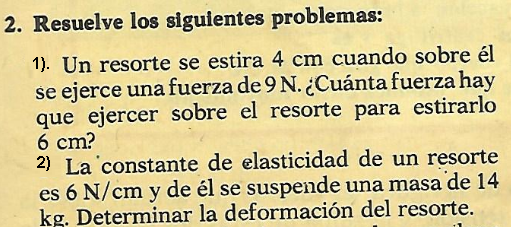 2. Resuelve los siguientes problemas:
1). Un resorte se estira 4 cm cuando sobre él
se ejerce una fuerza de 9 N. ¿Cuánta fuerza hay
que ejercer sobre el resorte para estirarlo
6 cm?
2) La constante de elasticidad de un resorte
es 6 N/cm y de él se suspende una masa de 14
kg. Determinar la deformación del resorte.